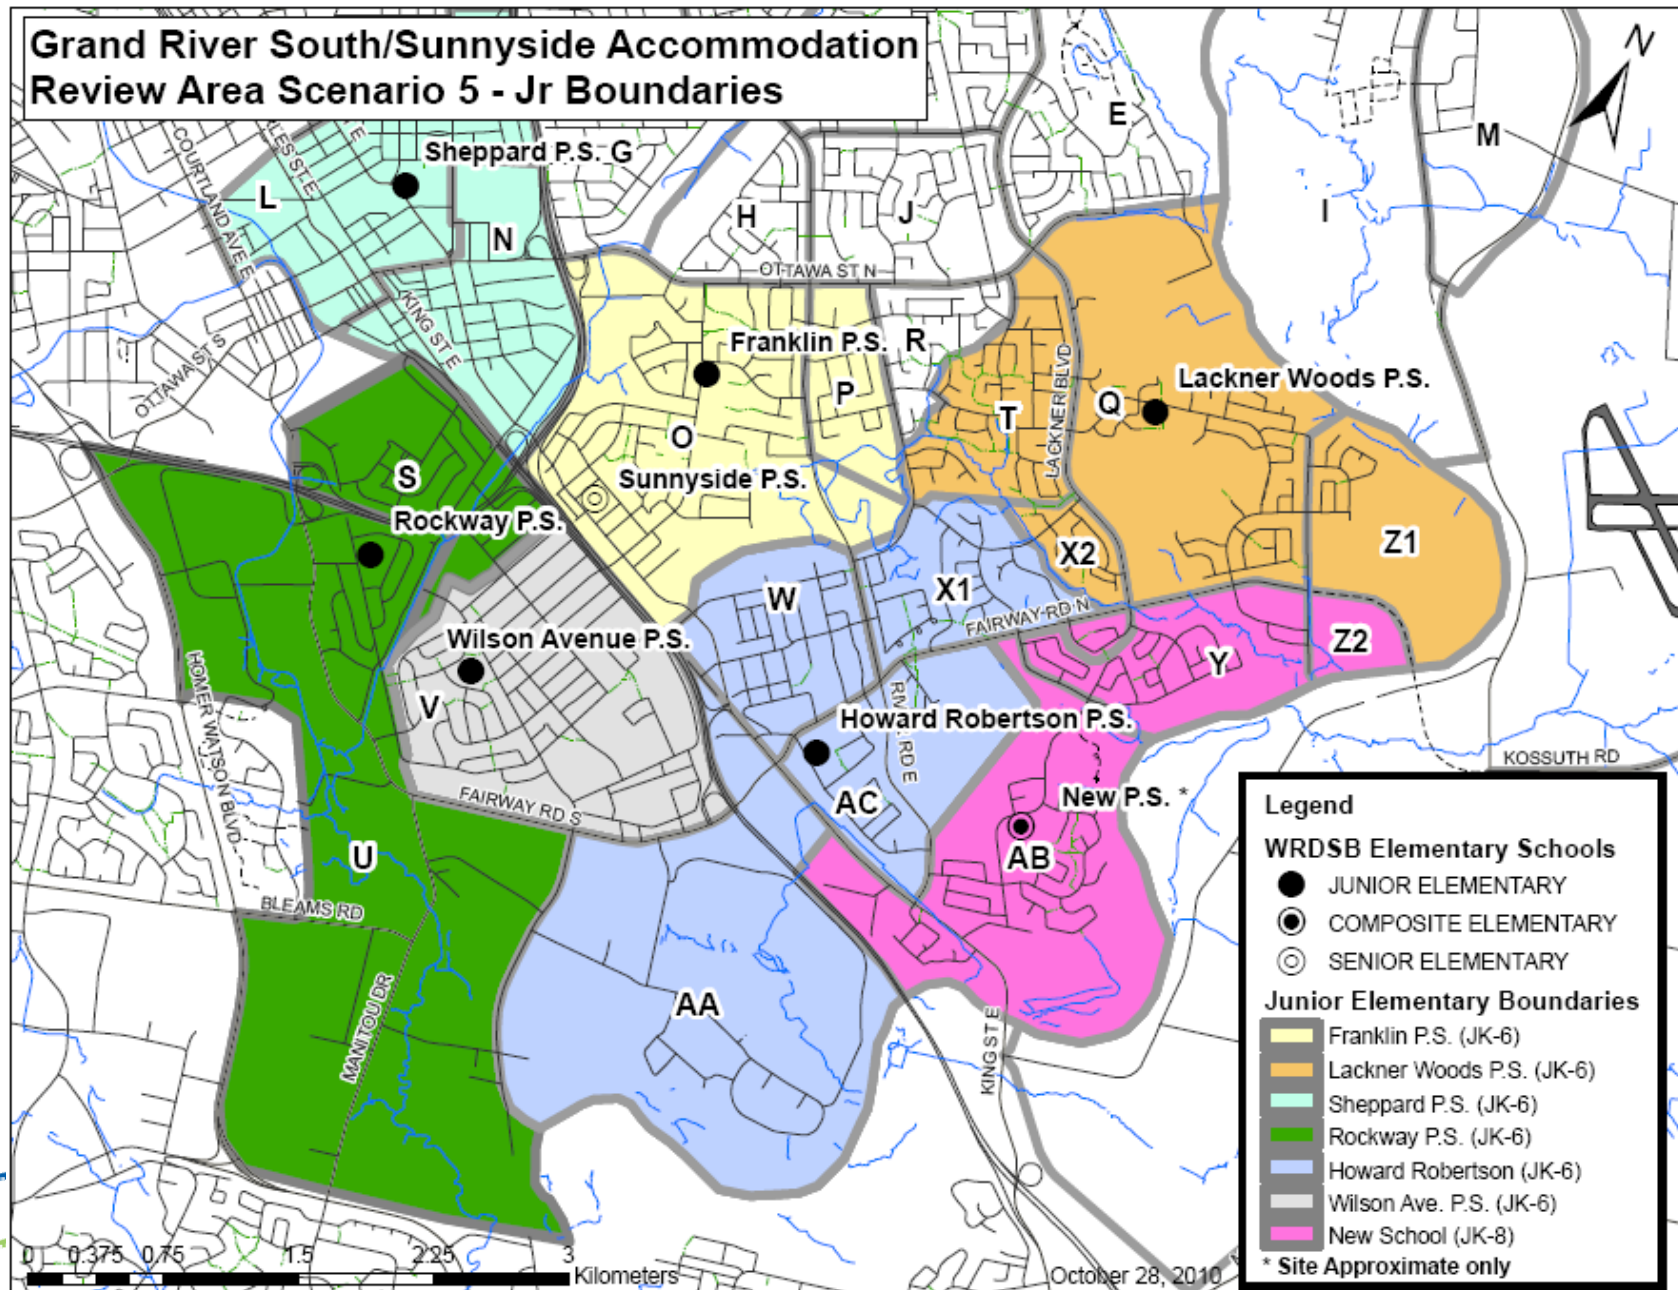 Grand River South/Sunnyside Accommodation
Review Area Scenario 5 - Jr Boundaries
N
E
M
COURTLAND AVE E
Sheppard P.S. G
L
N
H
J
I
OTTAWA ST N
KING ST E
OTTAWA ST S
Franklin P.S.
R
P
LACKNER BLVD
Lackner Woods P.S.
Q
T
O
S
Sunnyside P.S.
Rockway P.S.
Z1
X2
X1
W
FAIRWAY RD N
Wilson Avenue P.S.
Z2
Y
V
HOMER WATSON BLVD
Howard Robertson P.S.
KOSSUTH RD
FAIRWAY RD S
AC
New P.S. *
AB
U
BLEAMS RD
AA
MANITOU DR
KING ST E
Legend
WRDSB Elementary Schools
JUNIOR ELEMENTARY
COMPOSITE ELEMENTARY
SENIOR ELEMENTARY
Junior Elementary Boundaries
Franklin P.S. (JK-6)
Lackner Woods P.S. (JK-6)
Sheppard P.S. (JK-6)
Rockway P.S. (JK-6)
Howard Robertson (JK-6)
Wilson Ave. P.S. (JK-6)
New School (JK-8)
* Site Approximate only
0 0.375 0.75 1.5 2.25 3
Kilometers
October 28, 2010